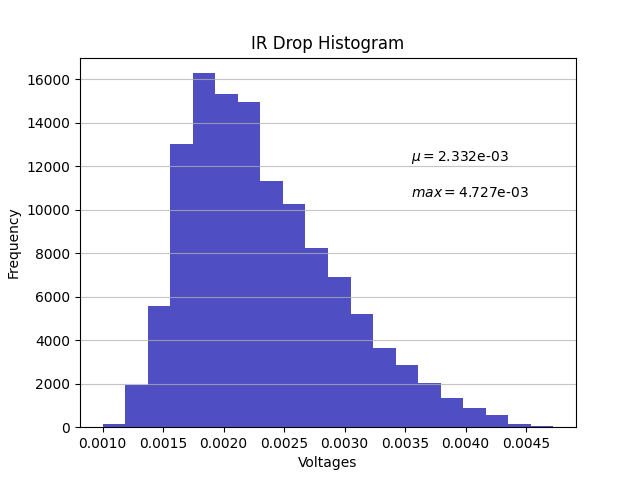 IR Drop Histogram
16000
14000
12000
10000
8000
6000
4000
2000
0
Frequency
μ = 2.332e-03
max = 4.727e-03
0.0010 0.0015 0.0020 0.0025 0.0030 0.0035 0.0040 0.0045
Voltages